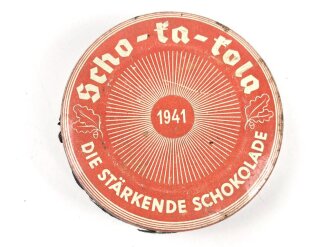 Scho-ka-kola
1941
DIE STÄRKENDE SCHOKOLADE